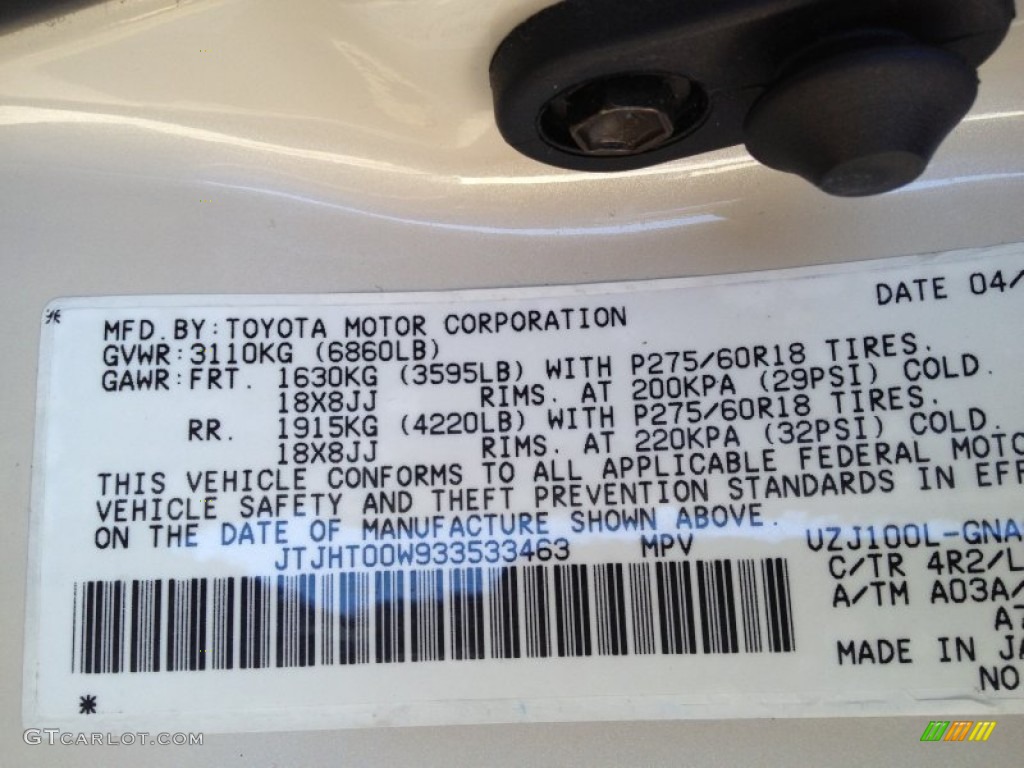 DATE 04/
MFD. BY: TOYOTA MOTOR CORPORATION
GVWR: 3110KG (6860LB)
GAWR: FRT. 1630KG (3595LB) WITH P275/60R18 TIRES.
18X8JJ RIMS. AT 200KPA (29PSI) COLD.
RR. 1915KG (4220LB) WITH P275/60R18 TIRES.
18X8JJ RIMS. AT 220KPA (32PSI) COLD.
THIS VEHICLE CONFORMS TO ALL APPLICABLE FEDERAL MOTO
VEHICLE SAFETY AND THEFT PREVENTION STANDARDS IN EFF
ON THE DATE OF MANUFACTURE SHOWN ABOVE.
JTJHT00W933533463 MPV UZJ100L-GNA
C/TR 4R2/L
A/TM A03A/
A7
MADE IN JA
NO
GTCARLOT.COM